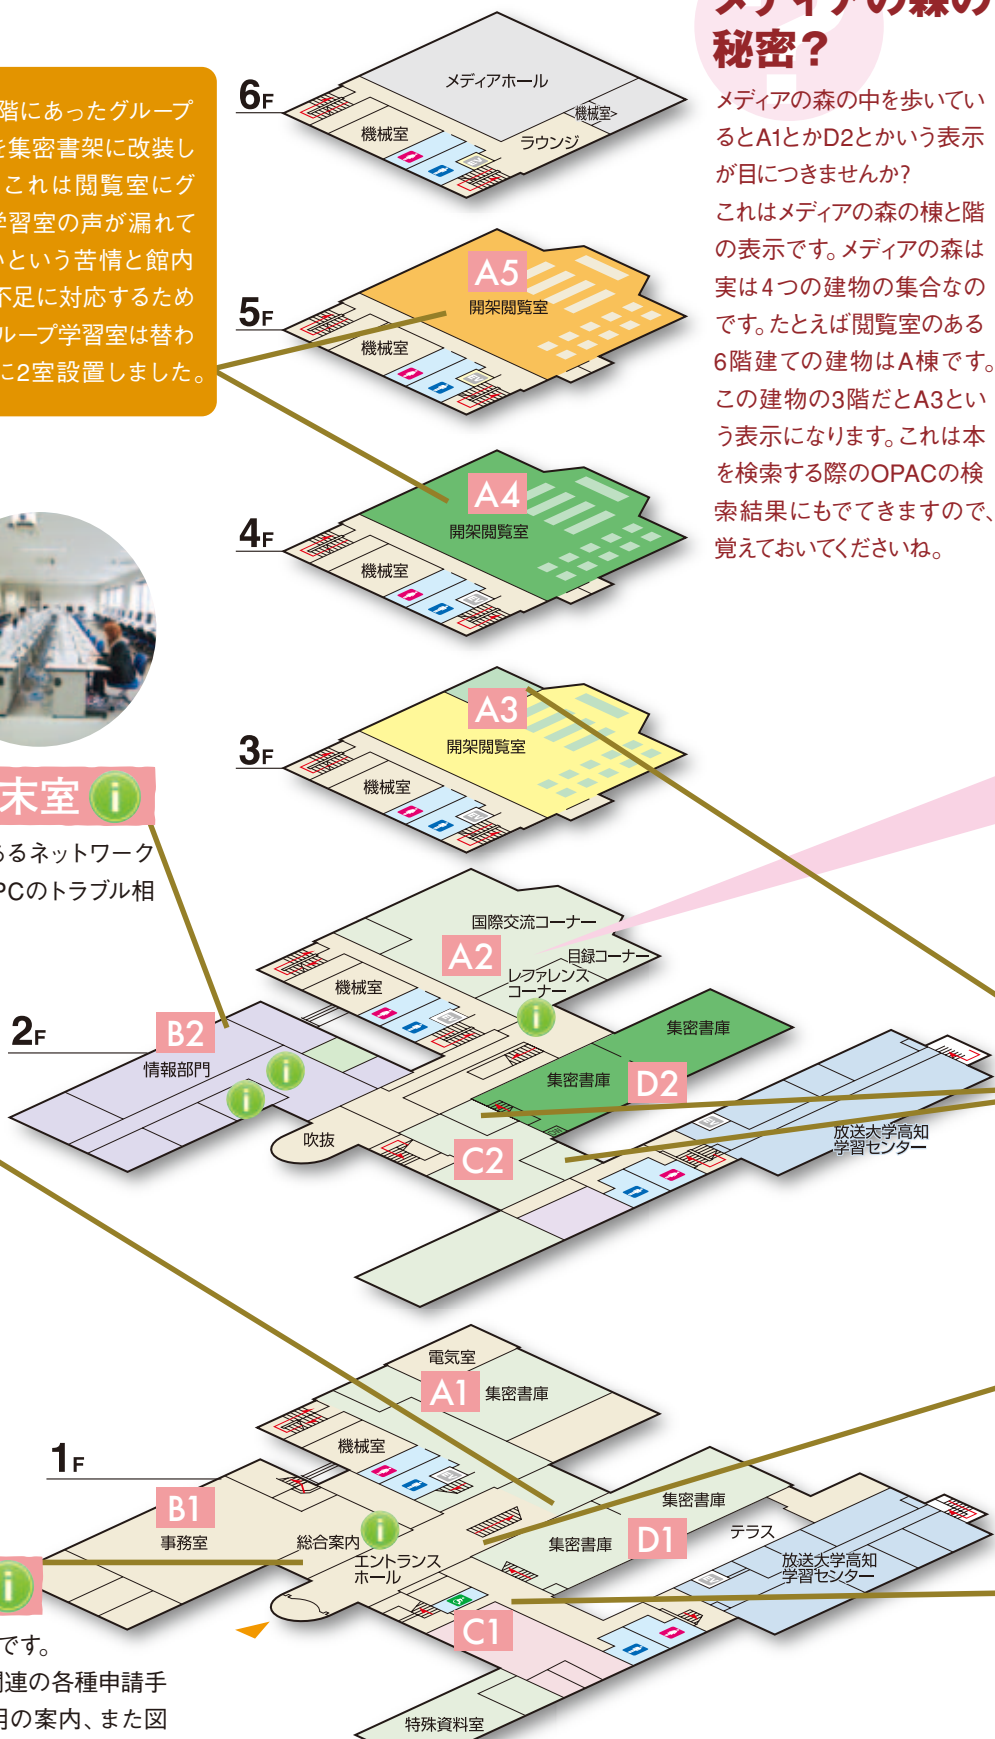 メディアの森の
秘密？
メディアの森の中を歩いてい
るとA1とかD2とかいう表示
が目につきませんか？
これはメディアの森の棟と階
の表示です。メディアの森は
実は4つの建物の集合なの
です。たとえば閲覧室のある
6階建ての建物はA棟です。
この建物の3階だとA3とい
う表示になります。これは本
を検索する際のOPACの検
索結果にもでてきますので、
覚えておいてくださいね。
階にあったグループ
を集密書架に改装し
これは閲覧室にグ
学習室の声が漏れて
いという苦情と館内
不足に対応するため
ループ学習室は替わ
に2室設置しました。
6F
メディアホール
機械室
機械室
ラウンジ
5F
A5
開架閲覧室
機械室
4F
A4
開架閲覧室
機械室
3F
A3
開架閲覧室
機械室
末室 i
るネットワーク
PCのトラブル相
2F
国際交流コーナー
A2
目録コーナー
レファレンス
コーナー
i
機械室
B2
情報部門
i
i
集密書庫
集密書庫
D2
吹抜
C2
放送大学高知
学習センター
1F
電気室
A1
集密書庫
機械室
B1
事務室
総合案内
i
エントランス
ホール
集密書庫
集密書庫
D1
テラス
放送大学高知
学習センター
C1
特殊資料室
i
です。
関連の各種申請手
用の案内、また図